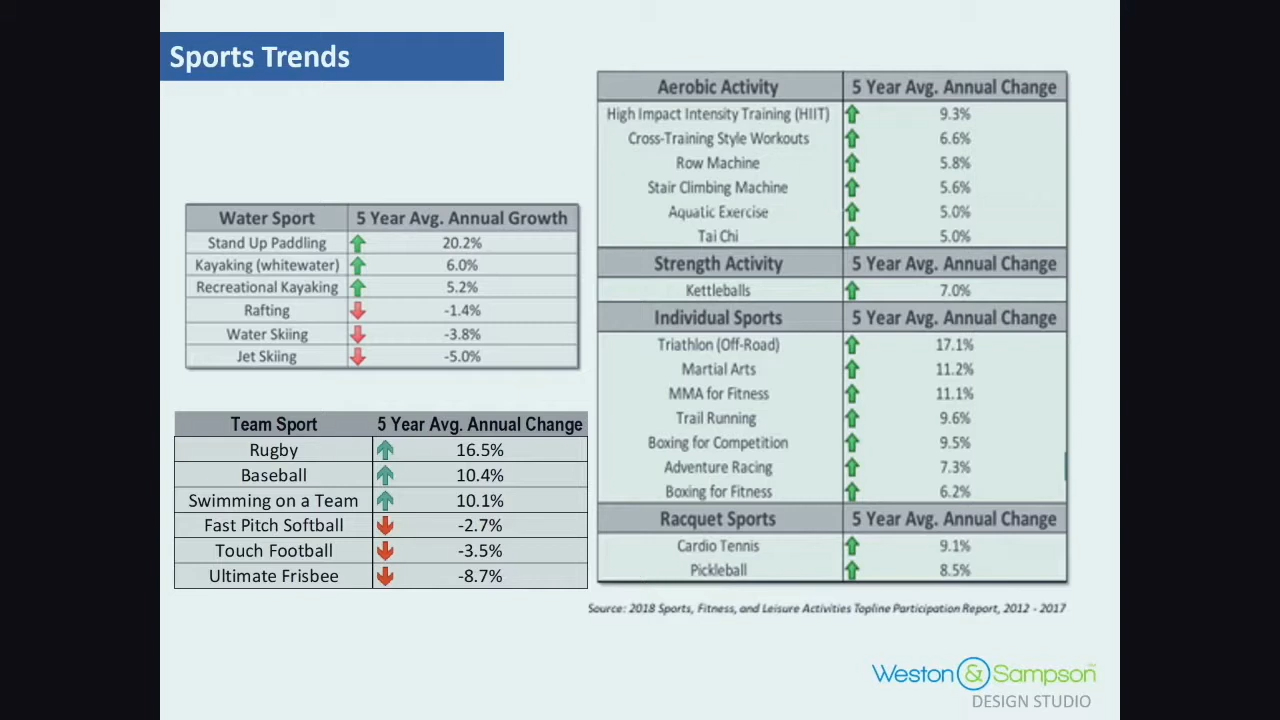 Sports Trends
Water Sport 5 Year Avg. Annual Growth
Stand Up Paddling 20.2%
Kayaking (whitewater) 6.0%
Recreational Kayaking 5.2%
Rafting -1.4%
Water Skiing -3.8%
Jet Skiing -5.0%
Team Sport 5 Year Avg. Annual Change
Rugby 16.5%
Baseball 10.4%
Swimming on a Team 10.1%
Fast Pitch Softball -2.7%
Touch Football -3.5%
Ultimate Frisbee -8.7%
Aerobic Activity 5 Year Avg. Annual Change
High Impact Intensity Training (HIIT) 9.3%
Cross-Training Style Workouts 6.6%
Row Machine 5.8%
Stair Climbing Machine 5.6%
Aquatic Exercise 5.0%
Tai Chi 5.0%
Strength Activity 5 Year Avg. Annual Change
Kettleballs 7.0%
Individual Sports 5 Year Avg. Annual Change
Triathlon (Off-Road) 17.1%
Martial Arts 11.2%
MMA for Fitness 11.1%
Trail Running 9.6%
Boxing for Competition 9.5%
Adventure Racing 7.3%
Boxing for Fitness 6.2%
Racquet Sports 5 Year Avg. Annual Change
Cardio Tennis 9.1%
Pickleball 8.5%
Source: 2018 Sports, Fitness, and Leisure Activities Topline Participation Report, 2012 - 2017
Weston & Sampson
DESIGN STUDIO